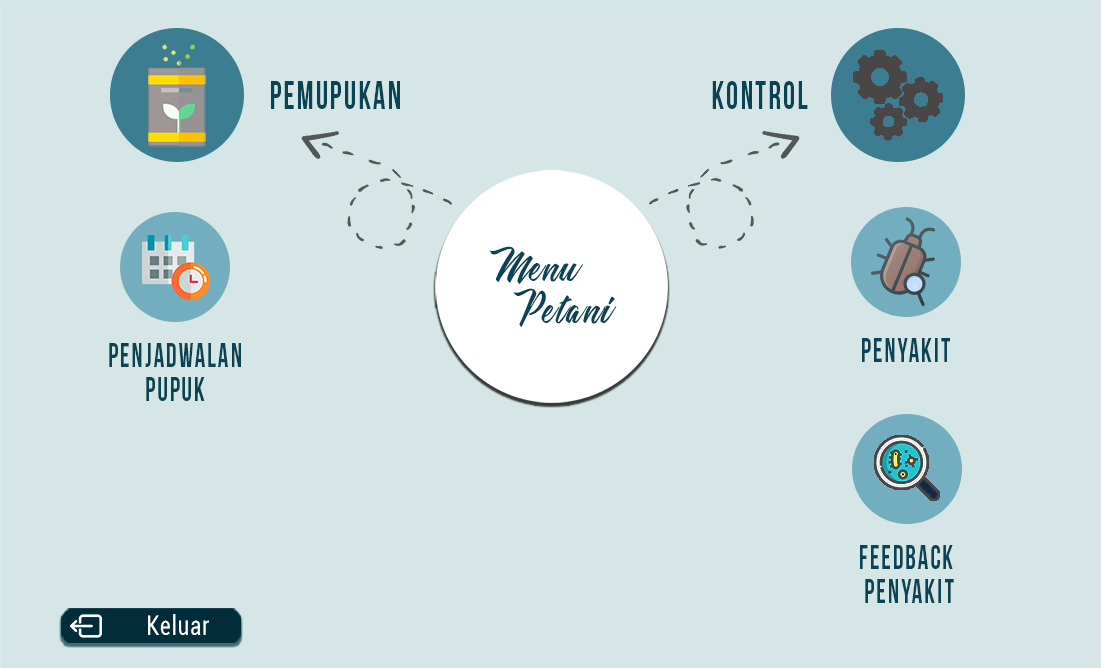 PEMUPUKAN
KONTROL
Menu
Petani
PENJADWALAN
PUPUK
PENYAKIT
FEEDBACK
PENYAKIT
Keluar